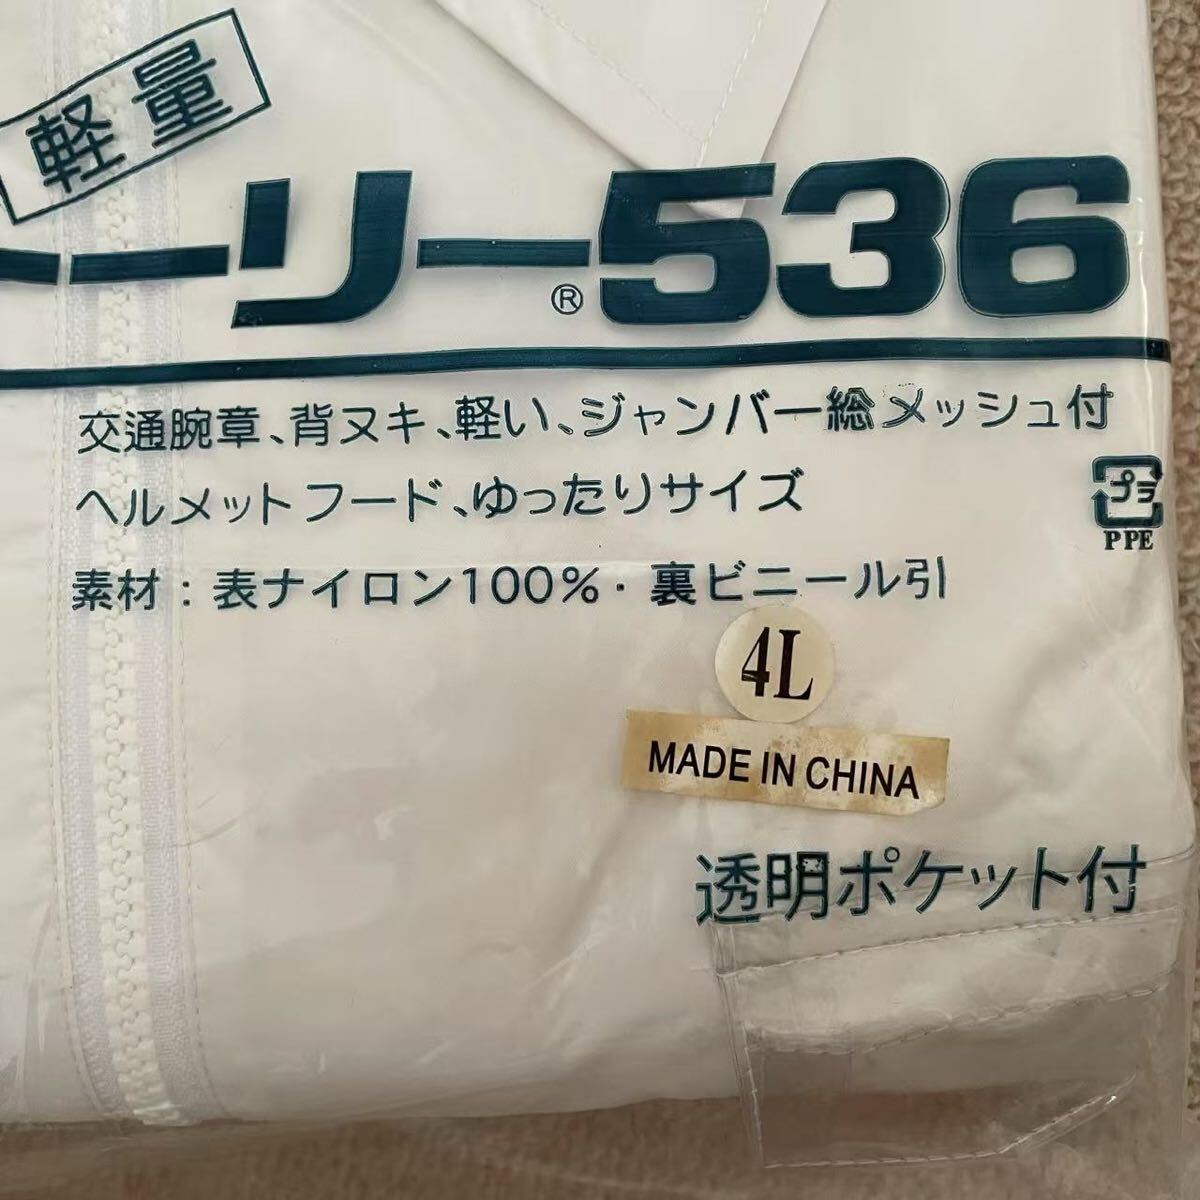 軽量
ーリー®536
交通腕章、背ヌキ、軽い、ジャンバー総メッシュ付
ヘルメットフード、ゆったりサイズ
プラ
PPE
素材：表ナイロン100%・裏ビニール引
4L
MADE IN CHINA
透明ポケット付